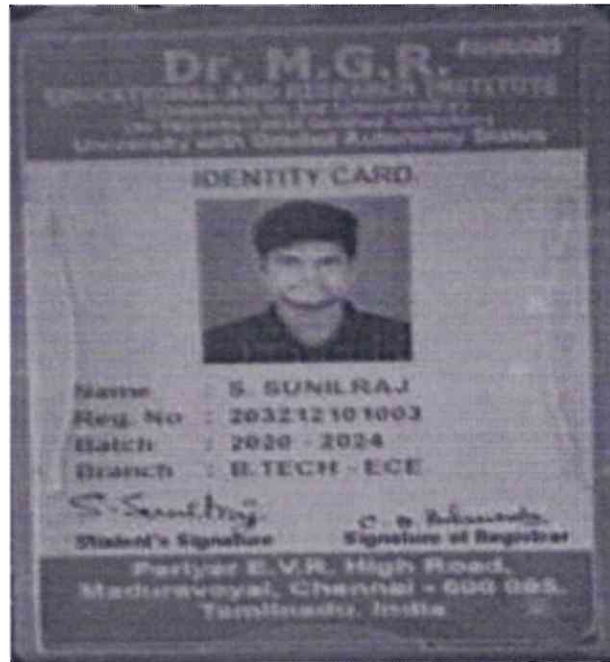 Dr. M.G.R.
EDUCATIONAL AND RESEARCH INSTITUTE
University with Graded Autonomy Status
IDENTITY CARD
Name : S. SUNILRAJ
Reg. No : 203212101003
Batch : 2020 - 2024
Branch : B.TECH - ECE
S. Sunilraj
Student's Signature Signature of Registrar
Periyar E.V.R. High Road,
Maduravoyal, Chennai - 600 095.
Tamilnadu, India